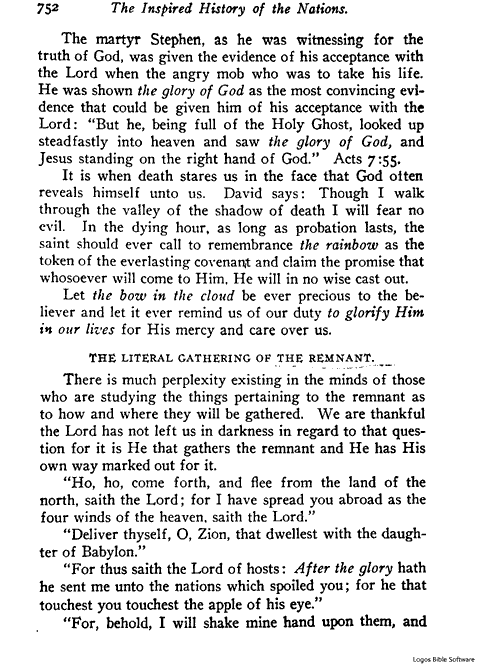 752 The Inspired History of the Nations.
The martyr Stephen, as he was witnessing for the
truth of God, was given the evidence of his acceptance with
the Lord when the angry mob who was to take his life.
He was shown the glory of God as the most convincing evi-
dence that could be given him of his acceptance with the
Lord: "But he, being full of the Holy Ghost, looked up
steadfastly into heaven and saw the glory of God, and
Jesus standing on the right hand of God." Acts 7:55.
It is when death stares us in the face that God often
reveals himself unto us. David says: Though I walk
through the valley of the shadow of death I will fear no
evil. In the dying hour, as long as probation lasts, the
saint should ever call to remembrance the rainbow as the
token of the everlasting covenant and claim the promise that
whosoever will come to Him, He will in no wise cast out.
Let the bow in the cloud be ever precious to the be-
liever and let it ever remind us of our duty to glorify Him
in our lives for His mercy and care over us.
THE LITERAL GATHERING OF THE REMNANT.
There is much perplexity existing in the minds of those
who are studying the things pertaining to the remnant as
to how and where they will be gathered. We are thankful
the Lord has not left us in darkness in regard to that ques-
tion for it is He that gathers the remnant and He has His
own way marked out for it.
"Ho, ho, come forth, and flee from the land of the
north, saith the Lord; for I have spread you abroad as the
four winds of the heaven, saith the Lord."
"Deliver thyself, O, Zion, that dwellest with the daugh-
ter of Babylon."
"For thus saith the Lord of hosts: After the glory hath
he sent me unto the nations which spoiled you; for he that
touchest you touchest the apple of his eye."
"For, behold, I will shake mine hand upon them, and
Logos Bible Software